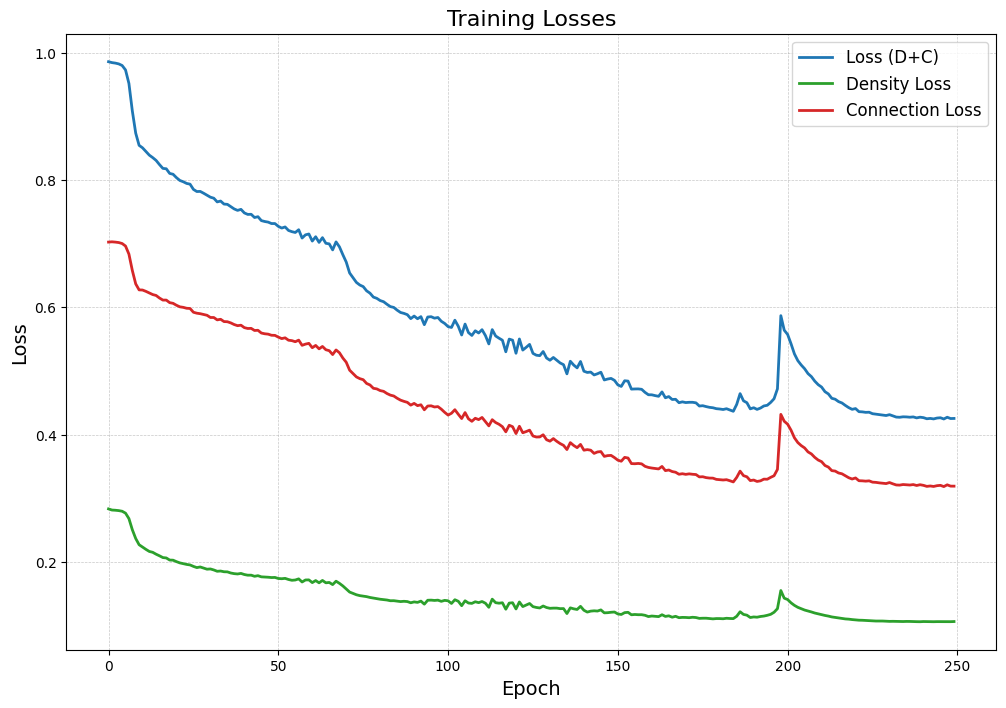 Training Losses
Loss (D+C)
Density Loss
Connection Loss
Loss
1.0
0.8
0.6
0.4
0.2
0 50 100 150 200 250
Epoch